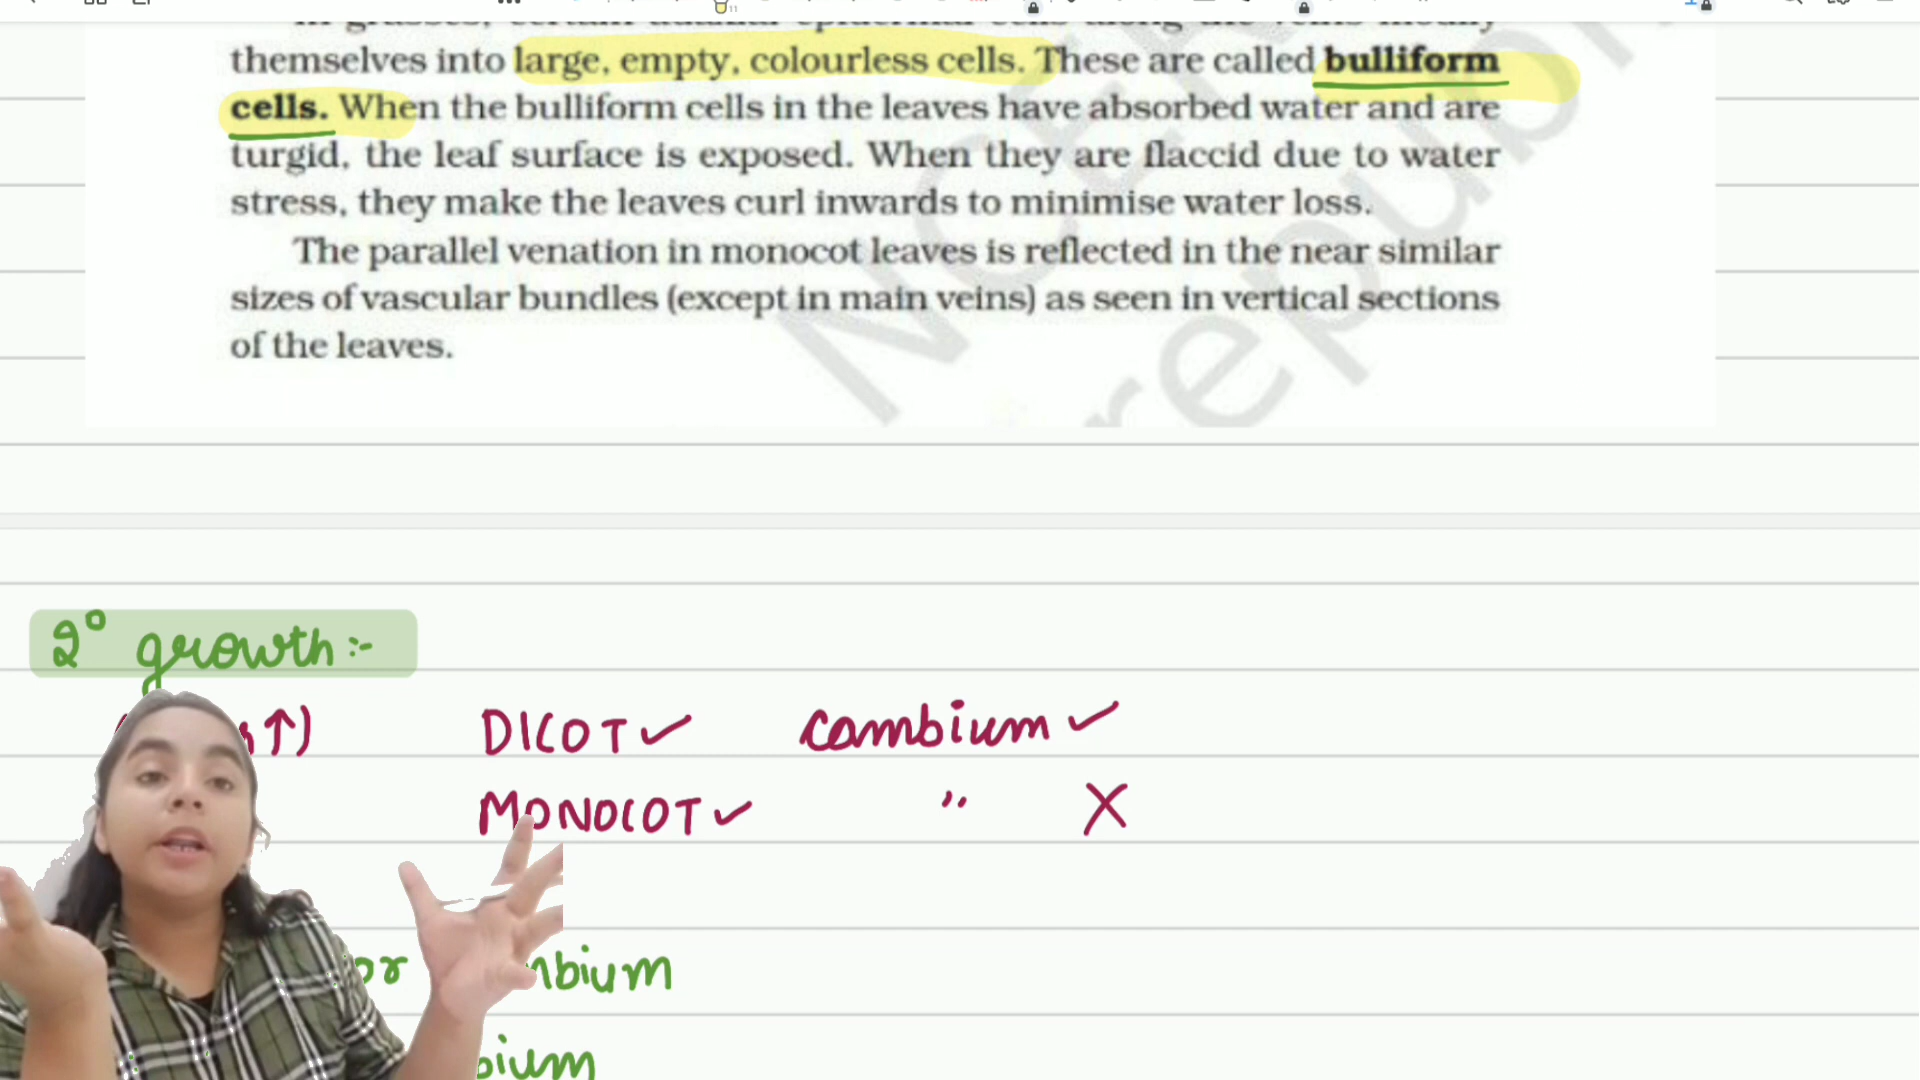 themselves into large, empty, colourless cells. These are called bulliform
cells. When the bulliform cells in the leaves have absorbed water and are
turgid, the leaf surface is exposed. When they are flaccid due to water
stress, they make the leaves curl inwards to minimise water loss.
The parallel venation in monocot leaves is reflected in the near similar
sizes of vascular bundles (except in main veins) as seen in vertical sections
of the leaves.
2° growth :-
↑) DICOT ✓ cambium ✓
MONOCOT ✓ " X